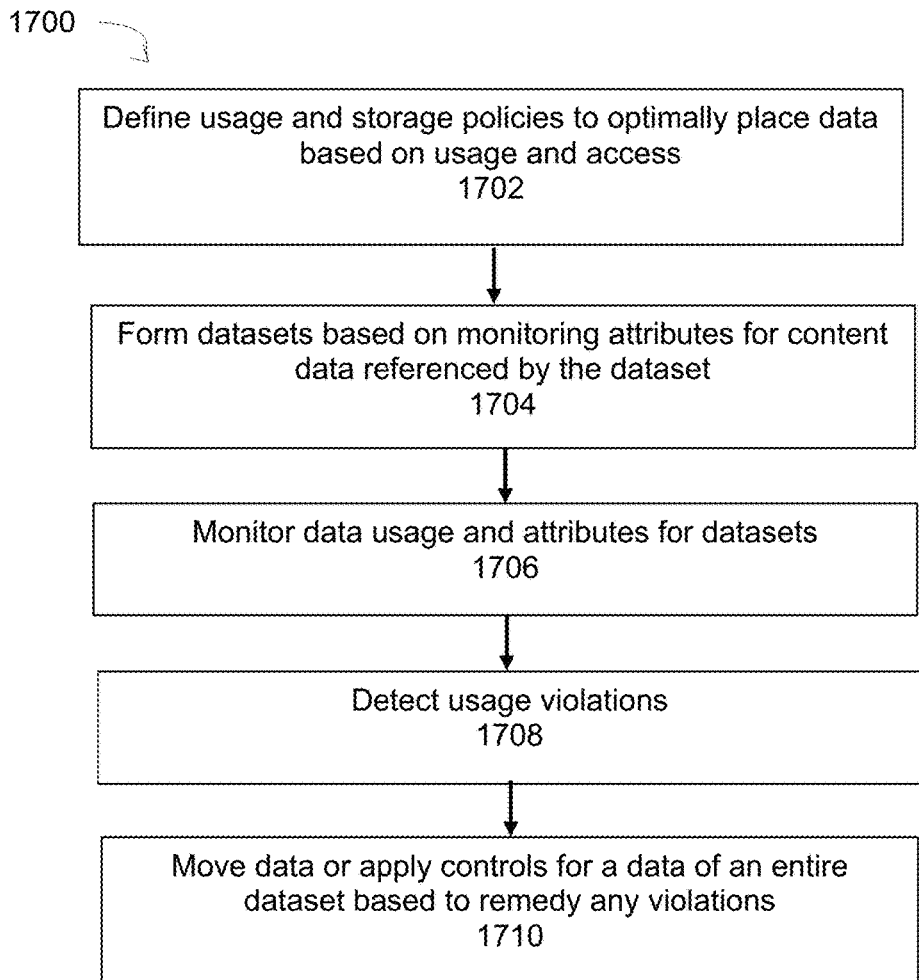 1700
Define usage and storage policies to optimally place data
based on usage and access
1702
Form datasets based on monitoring attributes for content
data referenced by the dataset
1704
Monitor data usage and attributes for datasets
1706
Detect usage violations
1708
Move data or apply controls for a data of an entire
dataset based to remedy any violations
1710